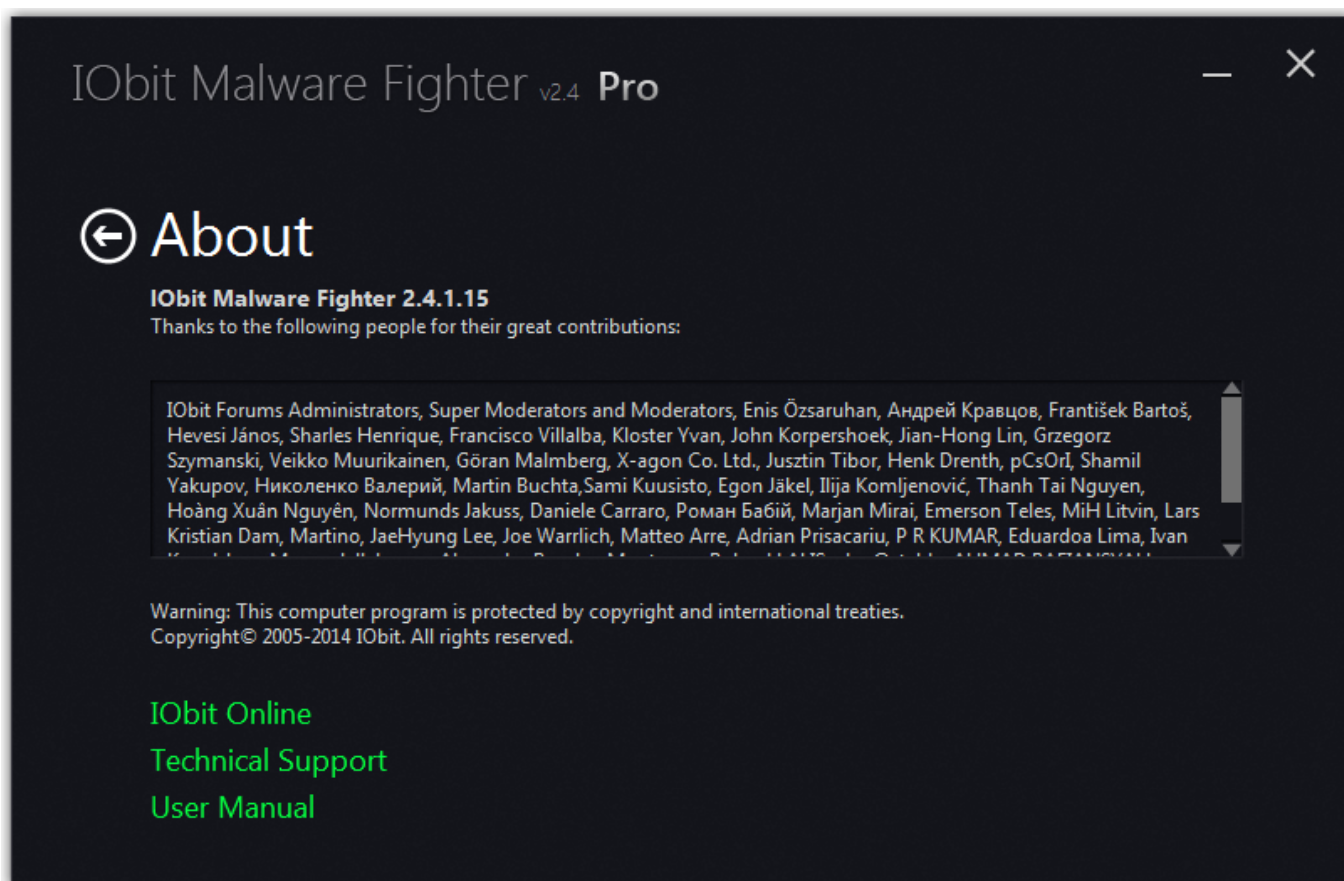 IObit Malware Fighter v2.4 Pro
About
IObit Malware Fighter 2.4.1.15
Thanks to the following people for their great contributions:
IObit Forums Administrators, Super Moderators and Moderators, Enis Özsaruhan, Андрей Кравцов, František Bartoš,
Hevesi János, Sharles Henrique, Francisco Villalba, Kloster Yvan, John Korpershoek, Jian-Hong Lin, Grzegorz
Szymanski, Veikko Muurikainen, Göran Malmberg, X-agon Co. Ltd., Jusztin Tibor, Henk Drenth, pCsOrI, Shamil
Yakupov, Николенко Валерий, Martin Buchta,Sami Kuusisto, Egon Jäkel, Ilija Komljenović, Thanh Tai Nguyen,
Hoàng Xuân Nguyên, Normunds Jakuss, Daniele Carraro, Роман Бабій, Marjan Mirai, Emerson Teles, MiH Litvin, Lars
Kristian Dam, Martino, JaeHyung Lee, Joe Warrlich, Matteo Arre, Adrian Prisacariu, P R KUMAR, Eduardoa Lima, Ivan
Warning: This computer program is protected by copyright and international treaties.
Copyright© 2005-2014 IObit. All rights reserved.
IObit Online
Technical Support
User Manual